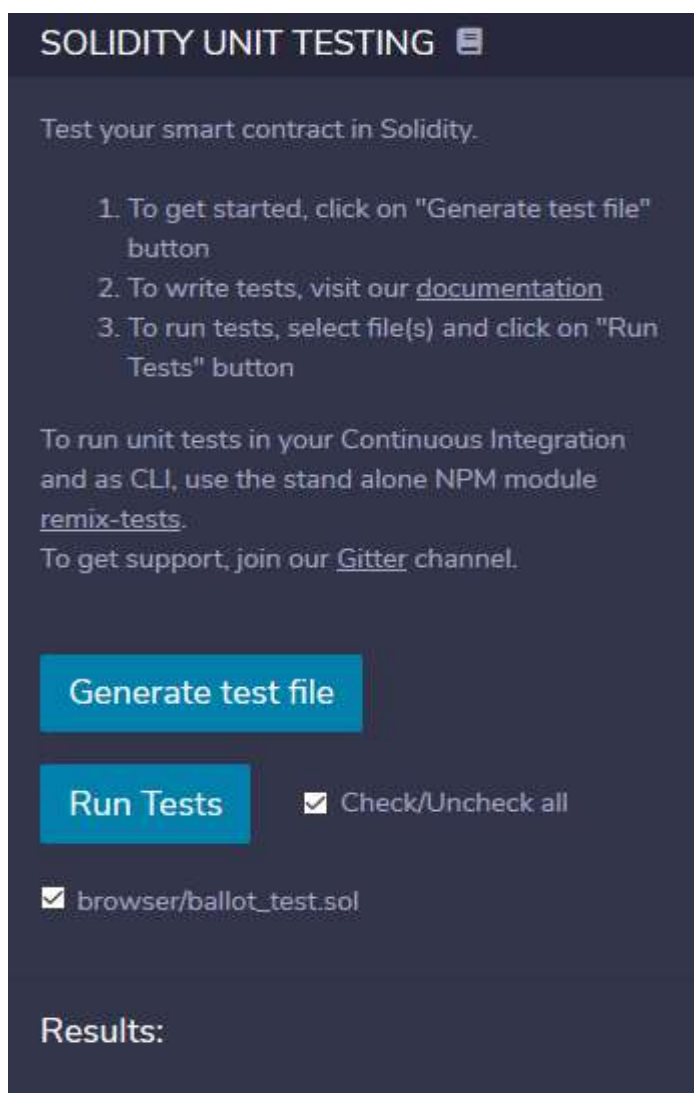 SOLIDITY UNIT TESTING
Test your smart contract in Solidity.
1. To get started, click on "Generate test file"
button
2. To write tests, visit our documentation
3. To run tests, select file(s) and click on "Run
Tests" button
To run unit tests in your Continuous Integration
and as CLI, use the stand alone NPM module
remix-tests.
To get support, join our Gitter channel.
Generate test file
Run Tests
Check/Uncheck all
browser/ballot_test.sol
Results: